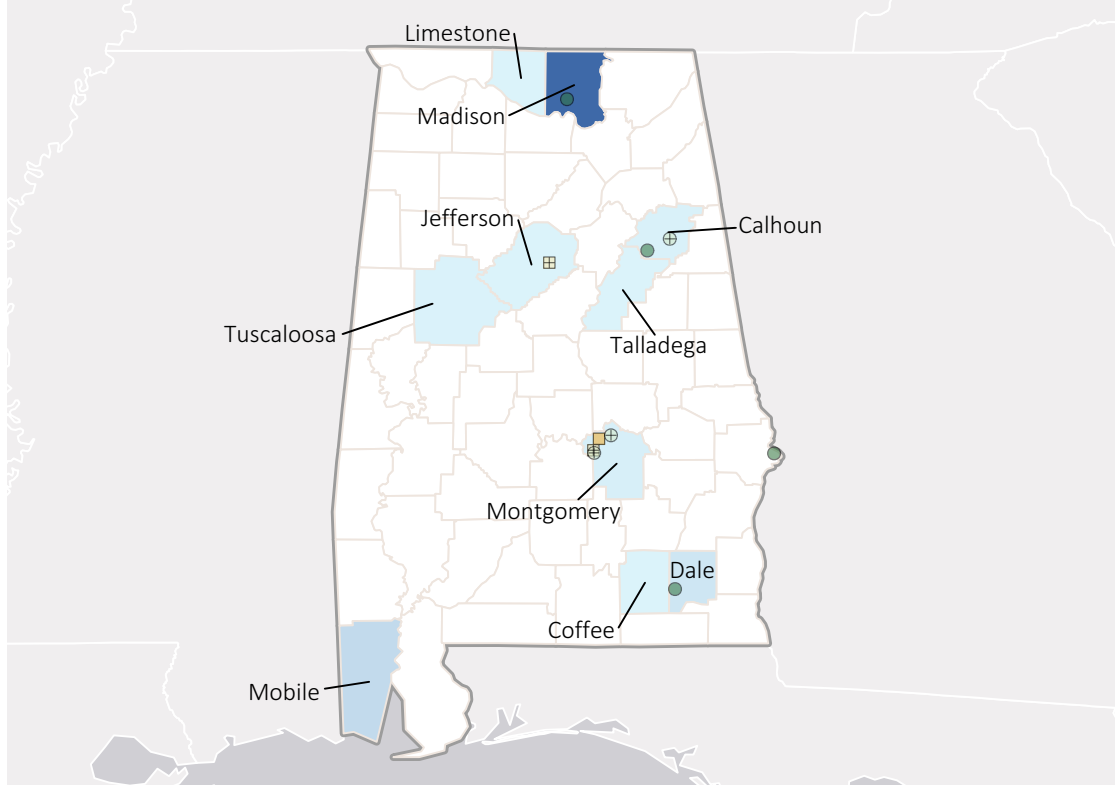 Limestone
Madison
Jefferson
Calhoun
Tuscaloosa
Talladega
Montgomery
Dale
Coffee
Mobile